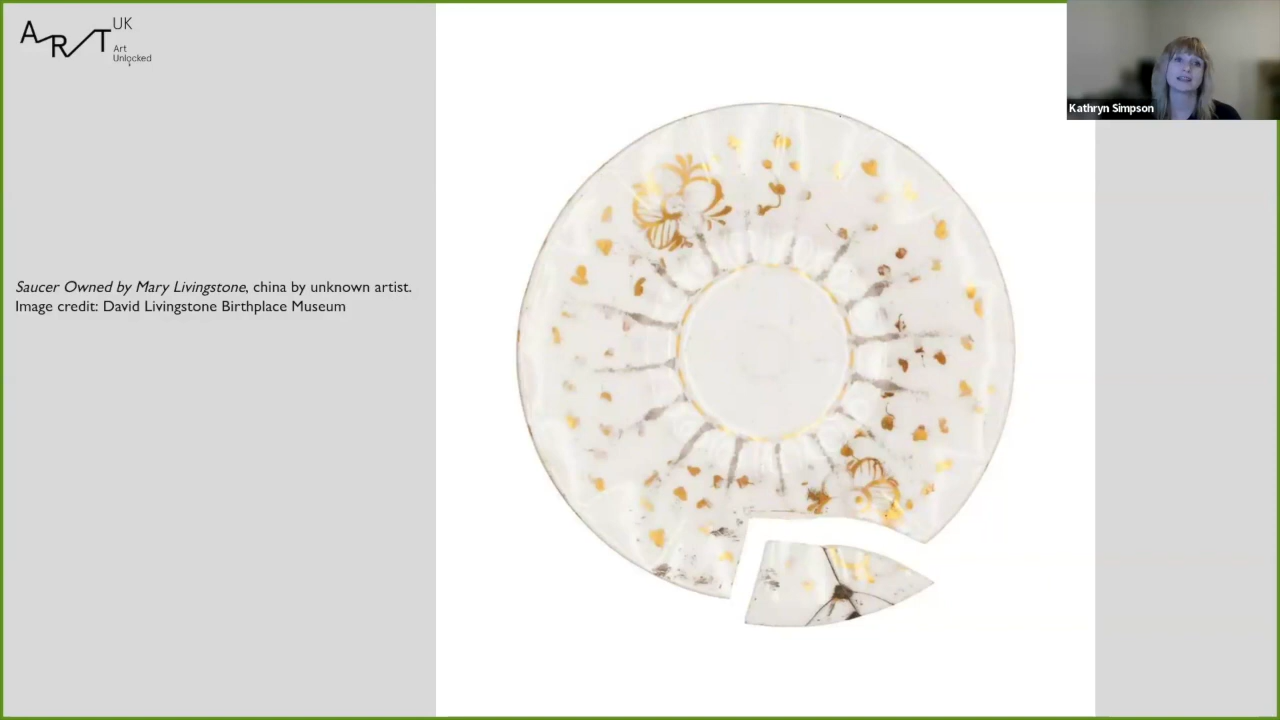 ART UK
Art
Unlocked
Kathryn Simpson
Saucer Owned by Mary Livingstone, china by unknown artist.
Image credit: David Livingstone Birthplace Museum